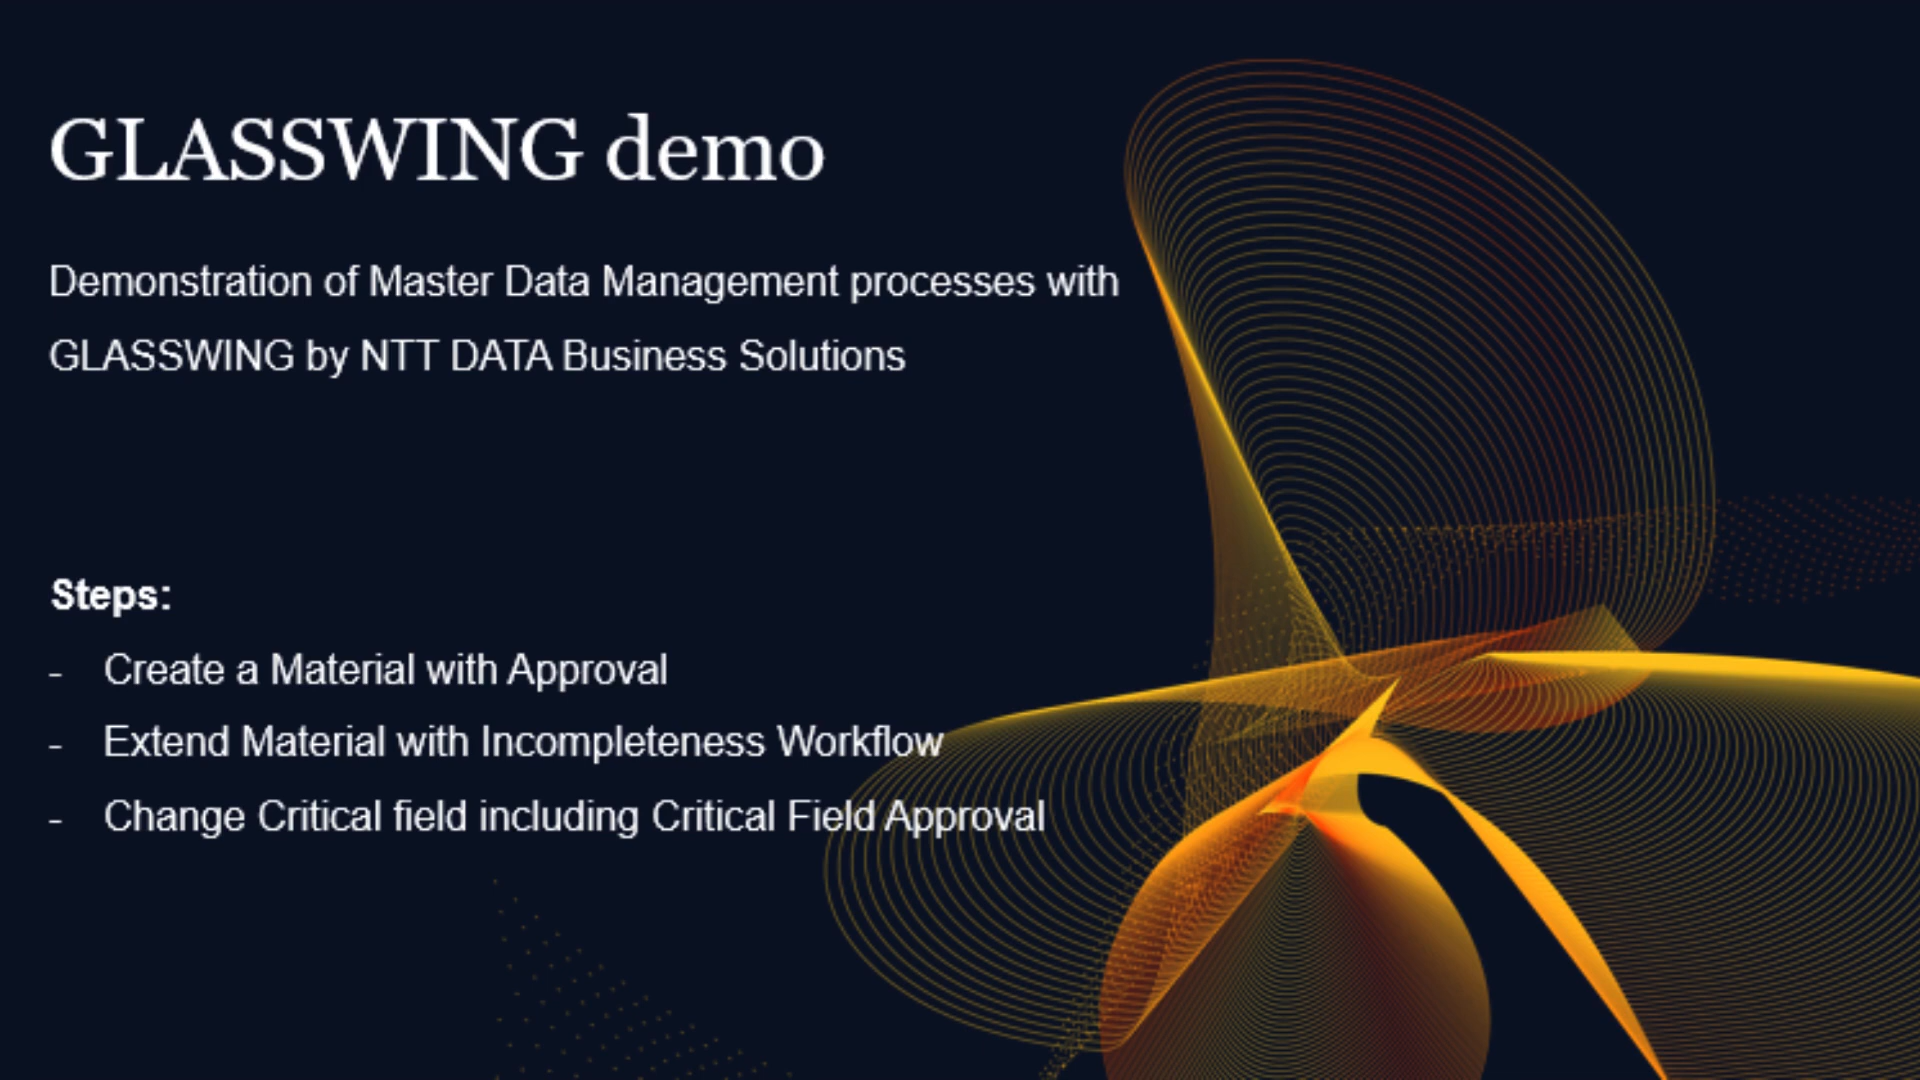 GLASSWING demo
Demonstration of Master Data Management processes with
GLASSWING by NTT DATA Business Solutions
Steps:
- Create a Material with Approval
- Extend Material with Incompleteness Workflow
- Change Critical field including Critical Field Approval